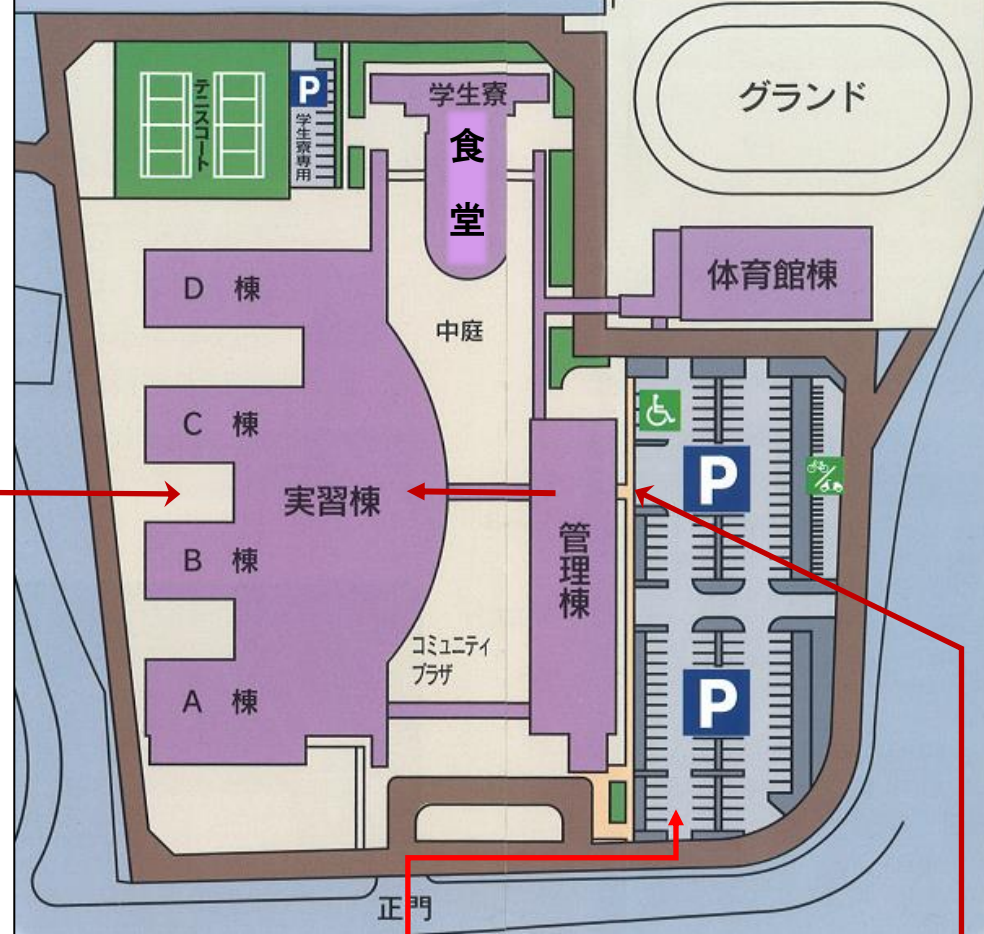 テニスコート
P
学生寮専用
学生寮
食堂
グランド
体育館棟
D 棟
中庭
C 棟
P
実習棟
B 棟
管理棟
コミュニティ
プラザ
A 棟
P
正門